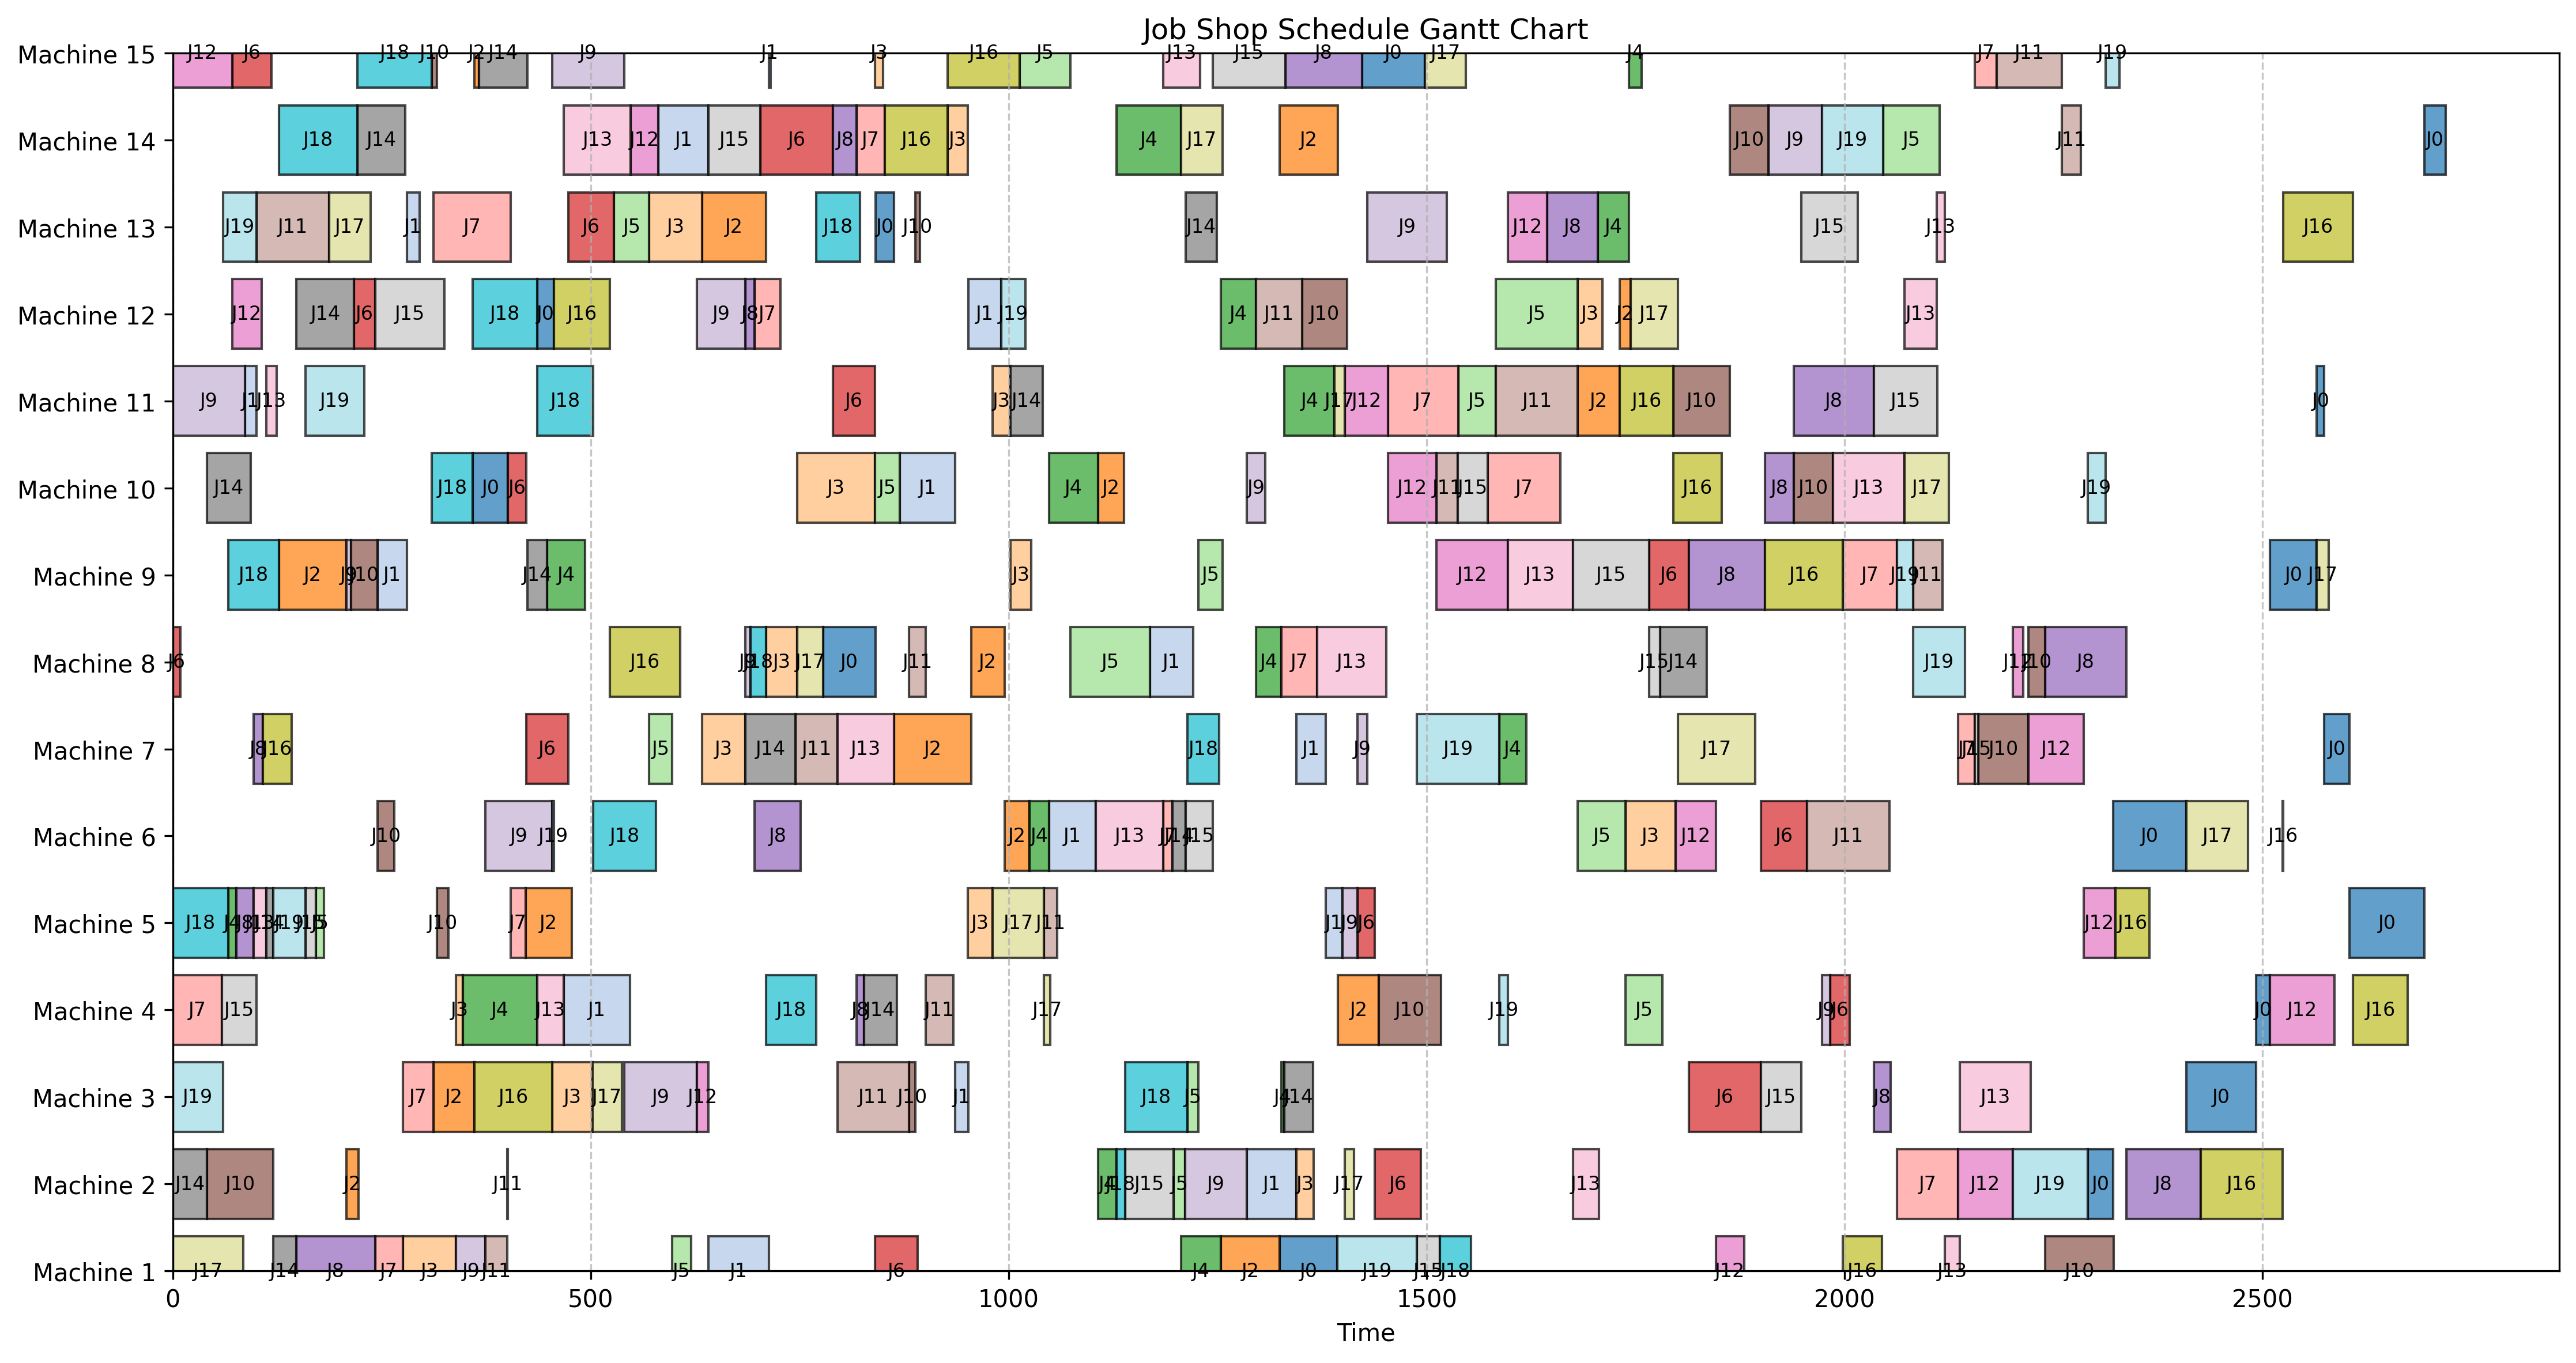 Job Shop Schedule Gantt Chart
Machine 15 J12 J6 J18 J10 J2 J14 J9 J1 J3 J16 J5 J13 J15 J8 J0 J17 J4 J7 J11 J19
Machine 14 J18 J14 J13 J12 J1 J15 J6 J8 J7 J16 J3 J4 J17 J2 J10 J9 J19 J5 J11 J0
Machine 13 J19 J11 J17 J1 J7 J6 J5 J3 J2 J18 J0 J10 J14 J9 J12 J8 J4 J15 J13 J16
Machine 12 J12 J14 J6 J15 J18 J0 J16 J9 J8 J7 J1 J19 J4 J11 J10 J5 J3 J2 J17 J13
Machine 11 J9 J1 J13 J19 J18 J6 J3 J14 J4 J17 J12 J7 J5 J11 J2 J16 J10 J8 J15 J0
Machine 10 J14 J18 J0 J6 J3 J5 J1 J4 J2 J9 J12 J11 J15 J7 J16 J8 J10 J13 J17 J19
Machine 9 J18 J2 J9 J10 J1 J14 J4 J3 J5 J12 J13 J15 J6 J8 J16 J7 J19 J11 J0 J17
Machine 8 J6 J16 J9 J18 J3 J17 J0 J11 J2 J5 J1 J4 J7 J13 J15 J14 J19 J12 J10 J8
Machine 7 J8 J16 J6 J5 J3 J14 J11 J13 J2 J18 J1 J9 J19 J4 J17 J7 J15 J10 J12 J0
Machine 6 J10 J9 J19 J18 J8 J2 J4 J1 J13 J7 J14 J15 J5 J3 J12 J6 J11 J0 J17 J16
Machine 5 J18 J4 J8 J13 J14 J19 J15 J5 J10 J7 J2 J3 J17 J11 J1 J9 J6 J12 J16 J0
Machine 4 J7 J15 J3 J4 J13 J1 J18 J8 J14 J11 J17 J2 J10 J19 J5 J9 J6 J0 J12 J16
Machine 3 J19 J7 J2 J16 J3 J17 J9 J12 J11 J10 J1 J18 J5 J4 J14 J6 J15 J8 J13 J0
Machine 2 J14 J10 J2 J11 J4 J18 J15 J5 J9 J1 J3 J17 J6 J13 J7 J12 J19 J0 J8 J16
Machine 1 J17 J14 J8 J7 J3 J9 J11 J5 J1 J6 J4 J2 J0 J19 J15 J18 J12 J16 J13 J10
0 500 1000 1500 2000 2500
Time